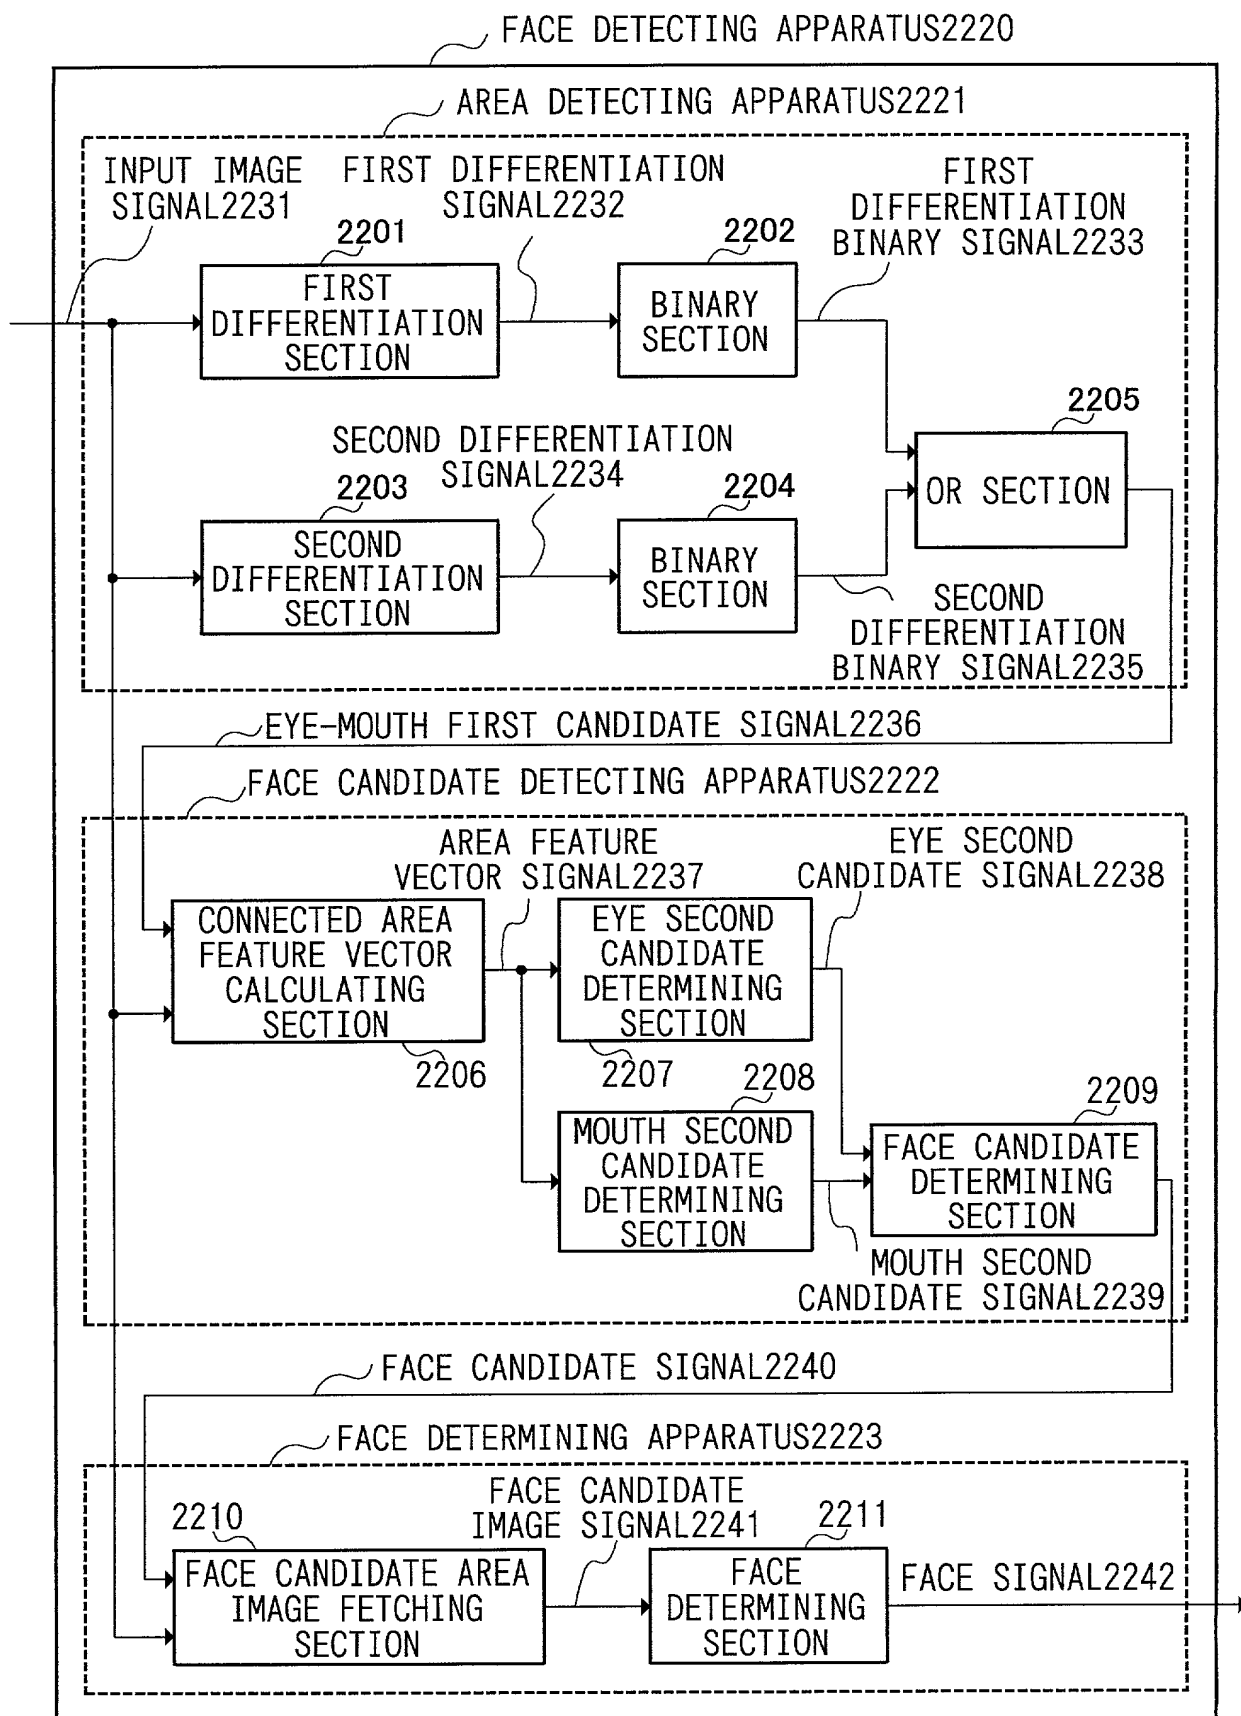 FACE DETECTING APPARATUS2220
AREA DETECTING APPARATUS2221
INPUT IMAGE
SIGNAL2231
FIRST DIFFERENTIATION
SIGNAL2232
FIRST
DIFFERENTIATION
BINARY SIGNAL2233
2201
FIRST
DIFFERENTIATION
SECTION
2202
BINARY
SECTION
2205
OR SECTION
SECOND DIFFERENTIATION
SIGNAL2234
2203
SECOND
DIFFERENTIATION
SECTION
2204
BINARY
SECTION
SECOND
DIFFERENTIATION
BINARY SIGNAL2235
EYE-MOUTH FIRST CANDIDATE SIGNAL2236
FACE CANDIDATE DETECTING APPARATUS2222
AREA FEATURE
VECTOR SIGNAL2237
EYE SECOND
CANDIDATE SIGNAL2238
CONNECTED AREA
FEATURE VECTOR
CALCULATING
SECTION
2206
EYE SECOND
CANDIDATE
DETERMINING
SECTION
2207
2208
MOUTH SECOND
CANDIDATE
DETERMINING
SECTION
2209
FACE CANDIDATE
DETERMINING
SECTION
MOUTH SECOND
CANDIDATE SIGNAL2239
FACE CANDIDATE SIGNAL2240
FACE DETERMINING APPARATUS2223
FACE CANDIDATE
IMAGE SIGNAL2241
2210
FACE CANDIDATE AREA
IMAGE FETCHING
SECTION
2211
FACE
DETERMINING
SECTION
FACE SIGNAL2242